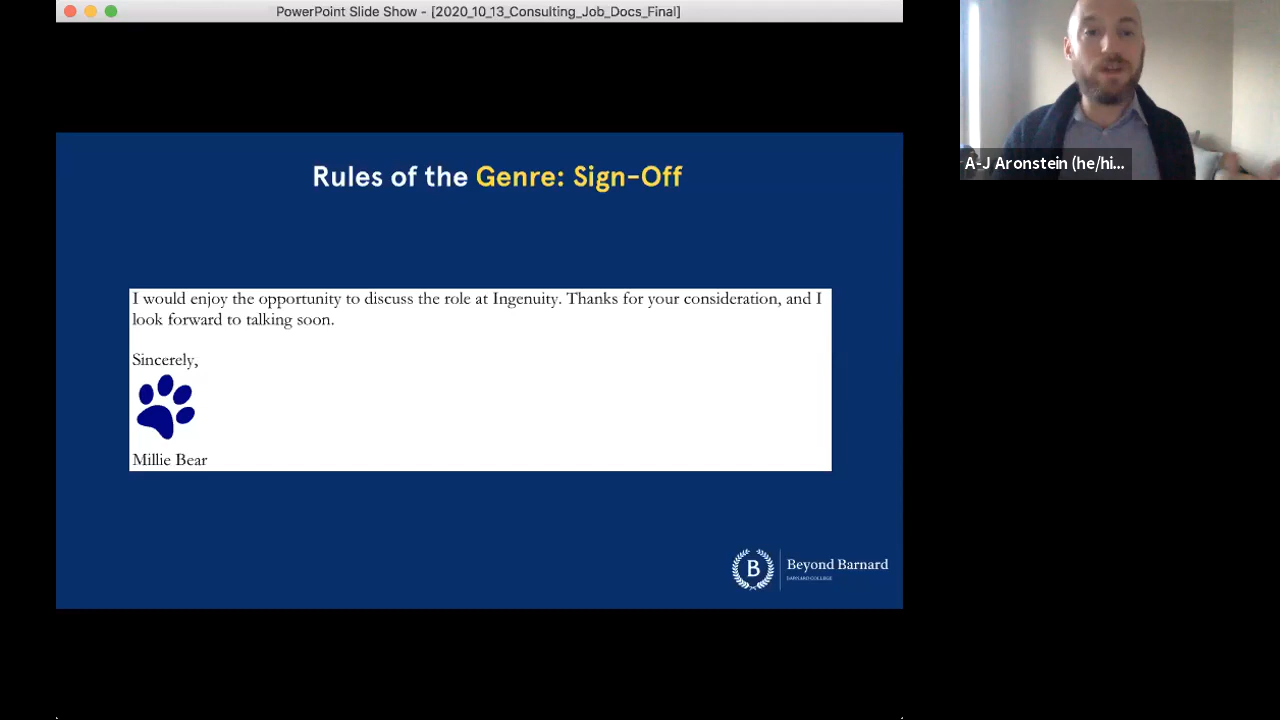 PowerPoint Slide Show - [2020_10_13_Consulting_Job_Docs_Final]
A-J Aronstein (he/hi...
Rules of the Genre: Sign-Off
I would enjoy the opportunity to discuss the role at Ingenuity. Thanks for your consideration, and I
look forward to talking soon.
Sincerely,
Millie Bear
B
Beyond Barnard
BARNARD COLLEGE